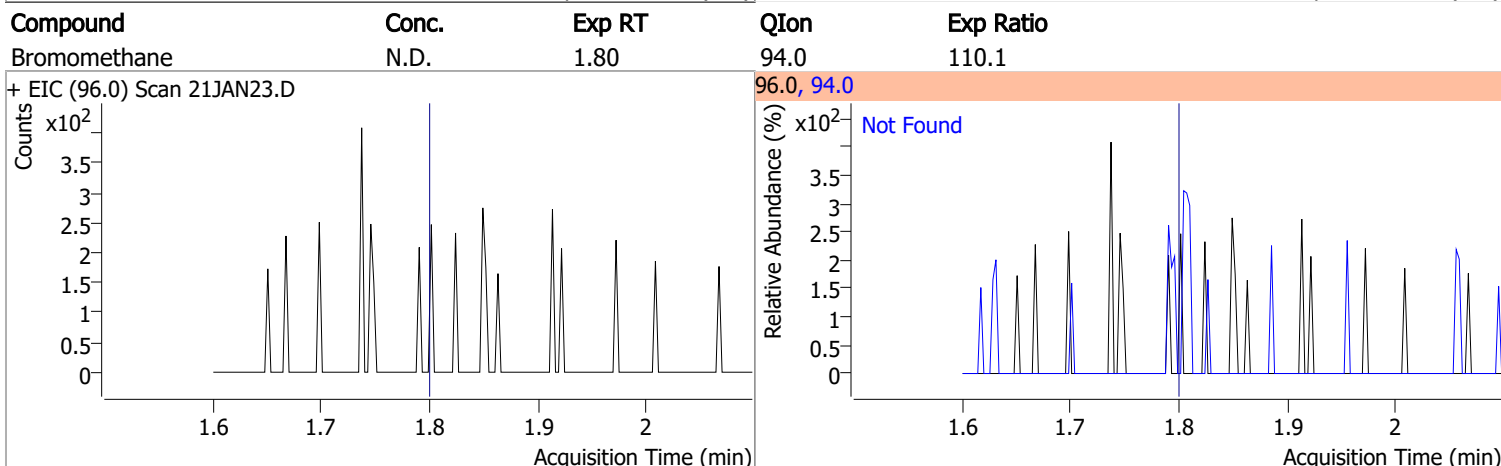 Compound Conc. Exp RT QIon Exp Ratio
Bromomethane N.D. 1.80 94.0 110.1
+ EIC (96.0) Scan 21JAN23.D
Counts
x10²
3.5
3
2.5
2
1.5
1
0.5
0
1.6 1.7 1.8 1.9 2
Acquisition Time (min)
96.0, 94.0
Relative Abundance (%)
x10²
Not Found
3.5
3
2.5
2
1.5
1
0.5
0
1.6 1.7 1.8 1.9 2
Acquisition Time (min)